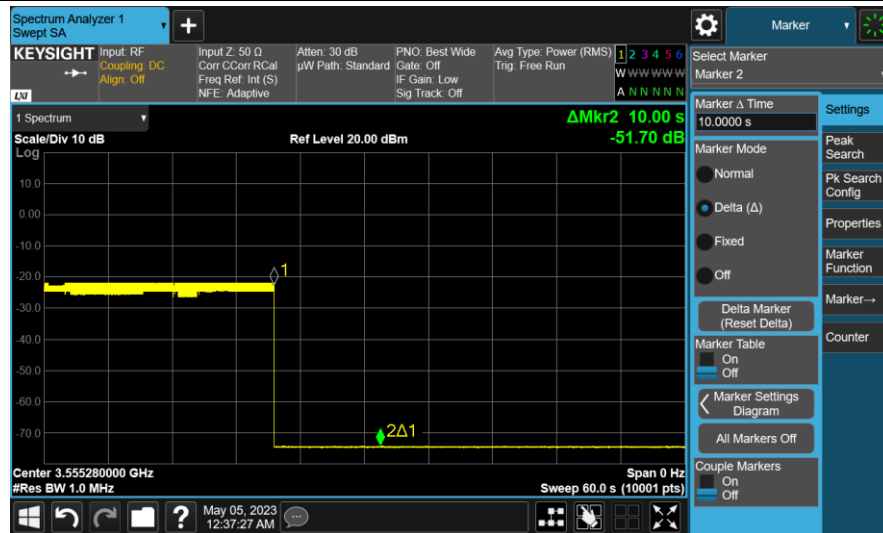 Spectrum Analyzer 1
Swept SA
Marker
KEYSIGHT
LXI
Input: RF
Coupling: DC
Align: Off
Input Z: 50 Ω
Corr CCorr RCal
Freq Ref: Int (S)
NFE: Adaptive
Atten: 30 dB
µW Path: Standard
PNO: Best Wide
Gate: Off
IF Gain: Low
Sig Track: Off
Avg Type: Power (RMS)
Trig: Free Run
1 2 3 4 5 6
W W W W W W
A N N N N N
Select Marker
Marker 2
1 Spectrum
ΔMkr2 10.00 s
-51.70 dB
Scale/Div 10 dB
Ref Level 20.00 dBm
Log
10.0
0.00
-10.0
-20.0
-30.0
-40.0
-50.0
-60.0
-70.0
1
2Δ1
Center 3.555280000 GHz
#Res BW 1.0 MHz
Span 0 Hz
Sweep 60.0 s (10001 pts)
Marker Δ Time
10.0000 s
Marker Mode
Normal
Delta (Δ)
Fixed
Off
Delta Marker
(Reset Delta)
Marker Table
On
Off
Marker Settings
Diagram
All Markers Off
Couple Markers
On
Off
Settings
Peak
Search
Pk Search
Config
Properties
Marker
Function
Marker→
Counter
?
May 05, 2023
12:37:27 AM